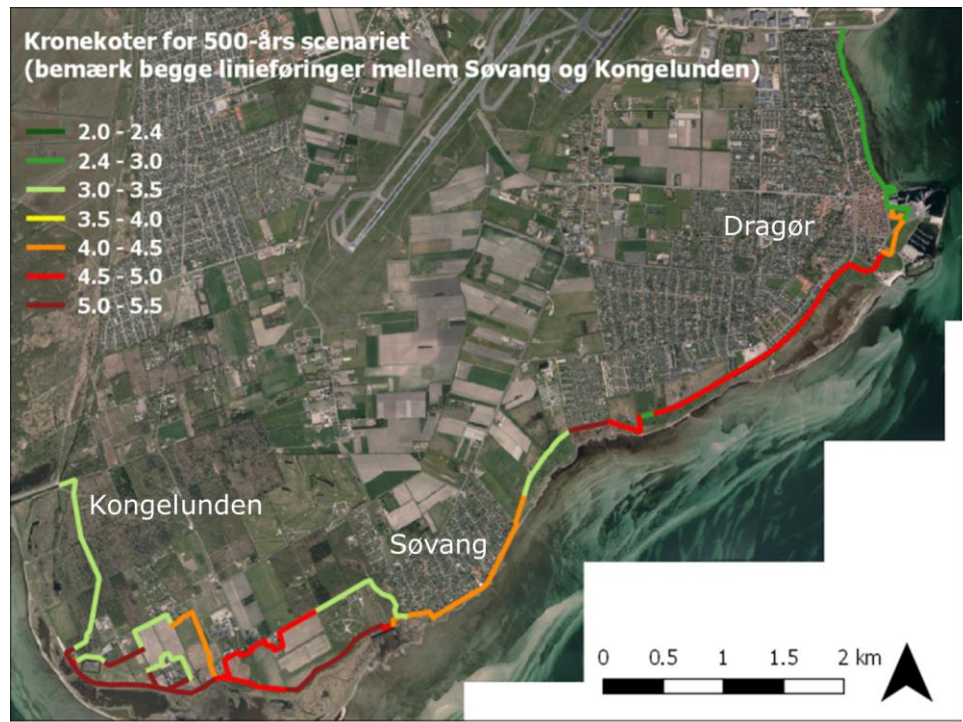 Kronekoter for 500-års scenariet
(bemærk begge linieføringer mellem Søvang og Kongelunden)
2.0 - 2.4
2.4 - 3.0
3.0 - 3.5
3.5 - 4.0
4.0 - 4.5
4.5 - 5.0
5.0 - 5.5
Dragør
Kongelunden
Søvang
0 0.5 1 1.5 2 km